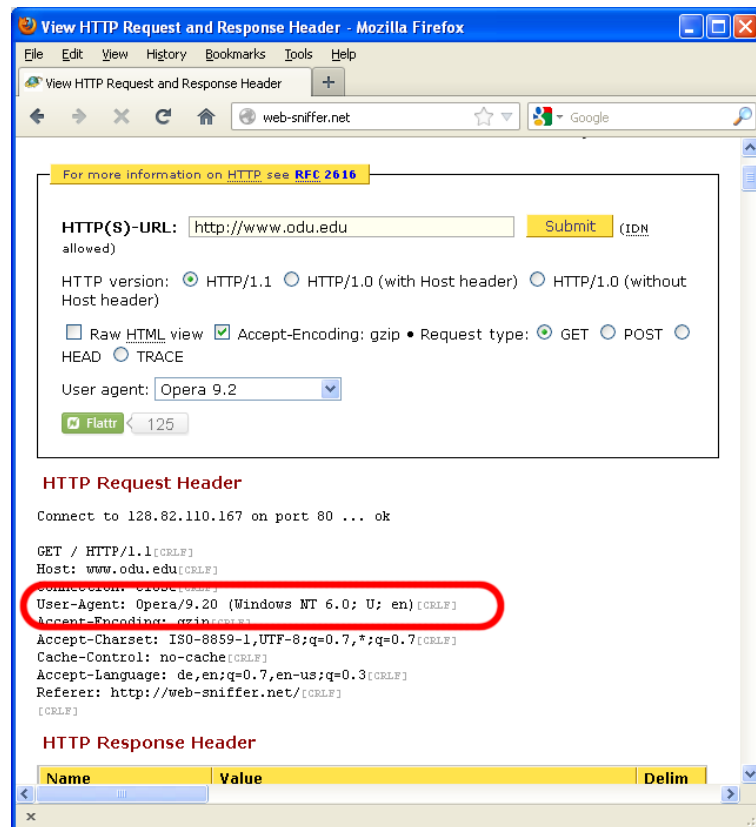 View HTTP Request and Response Header - Mozilla Firefox
File Edit View History Bookmarks Tools Help
View HTTP Request and Response Header
web-sniffer.net Google
For more information on HTTP see RFC 2616
HTTP(S)-URL: http://www.odu.edu Submit (IDN
allowed)
HTTP version: HTTP/1.1 HTTP/1.0 (with Host header) HTTP/1.0 (without
Host header)
Raw HTML view Accept-Encoding: gzip • Request type: GET POST
HEAD TRACE
User agent: Opera 9.2
Flattr 125
HTTP Request Header
Connect to 128.82.110.167 on port 80 ... ok
GET / HTTP/1.1[CRLF]
Host: www.odu.edu[CRLF]
Connection: close[CRLF]
User-Agent: Opera/9.20 (Windows NT 6.0; U; en)[CRLF]
Accept-Encoding: gzip[CRLF]
Accept-Charset: ISO-8859-1,UTF-8;q=0.7,*;q=0.7[CRLF]
Cache-Control: no-cache[CRLF]
Accept-Language: de,en;q=0.7,en-us;q=0.3[CRLF]
Referer: http://web-sniffer.net/[CRLF]
[CRLF]
HTTP Response Header
Name Value Delim